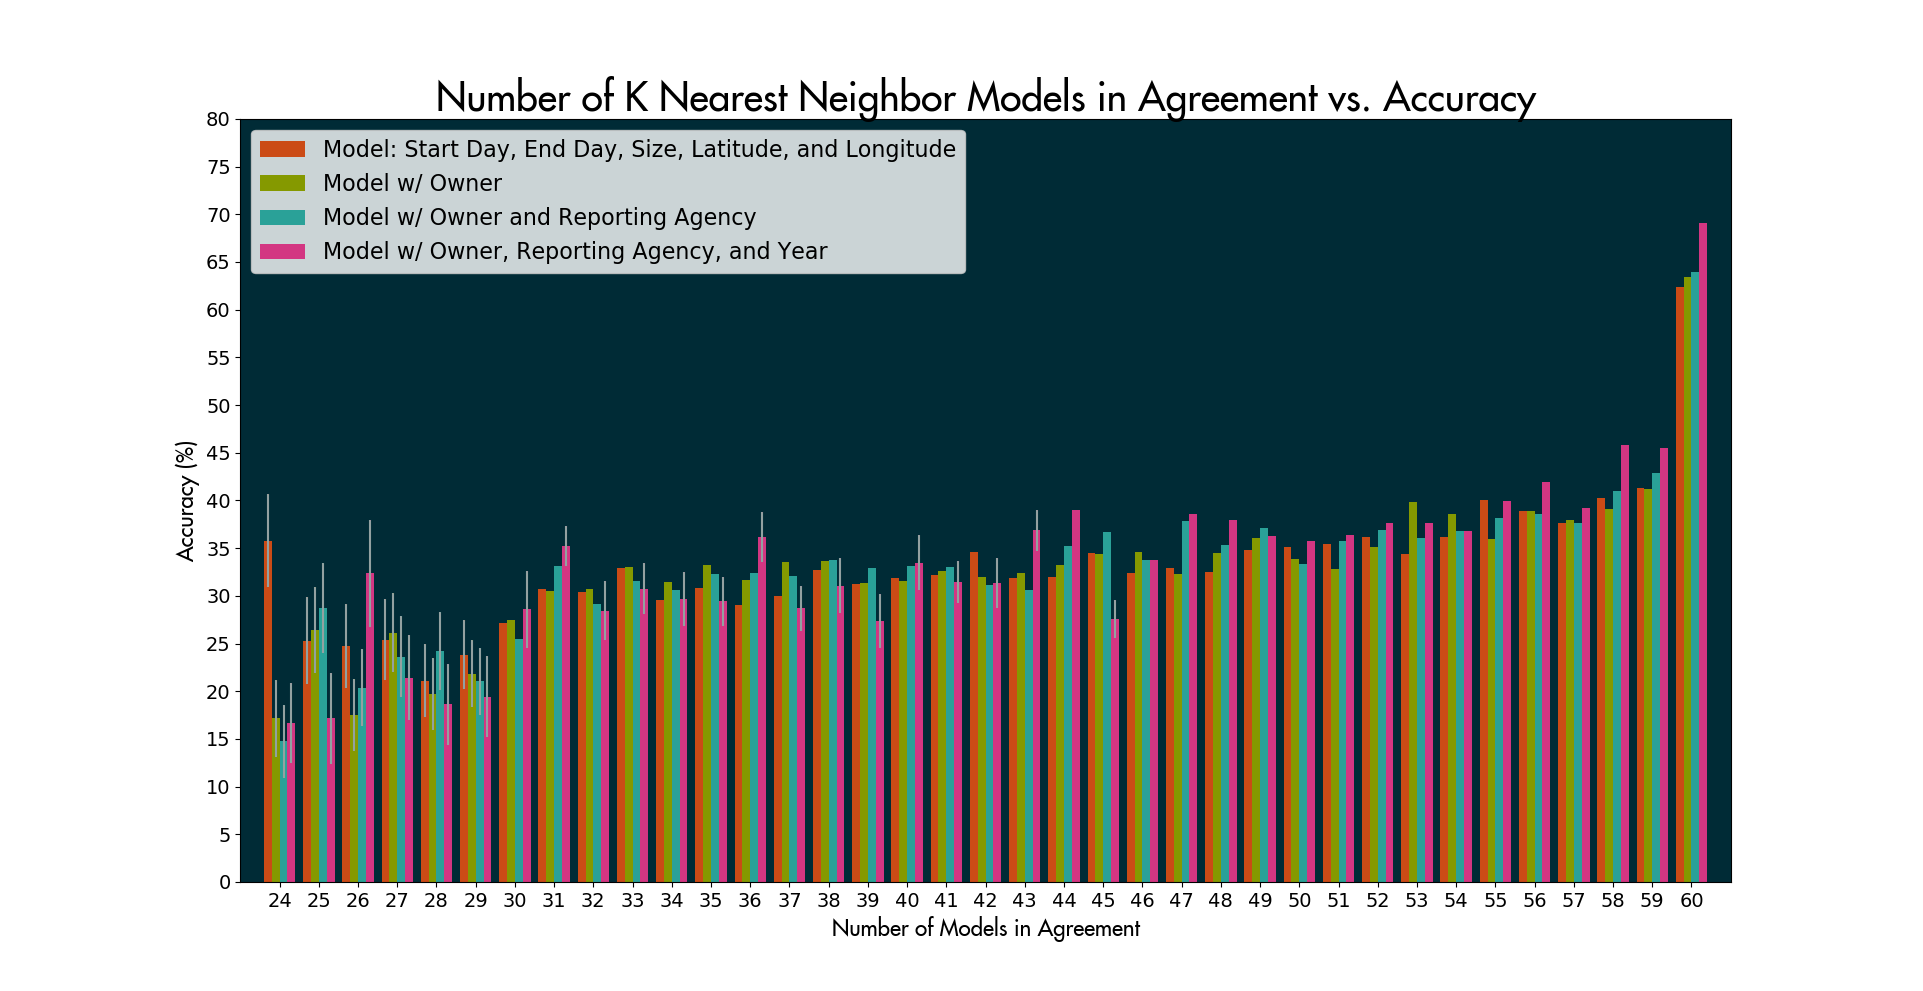 Number of K Nearest Neighbor Models in Agreement vs. Accuracy
Model: Start Day, End Day, Size, Latitude, and Longitude
Model w/ Owner
Model w/ Owner and Reporting Agency
Model w/ Owner, Reporting Agency, and Year
Accuracy (%)
80
75
70
65
60
55
50
45
40
35
30
25
20
15
10
5
0
24 25 26 27 28 29 30 31 32 33 34 35 36 37 38 39 40 41 42 43 44 45 46 47 48 49 50 51 52 53 54 55 56 57 58 59 60
Number of Models in Agreement